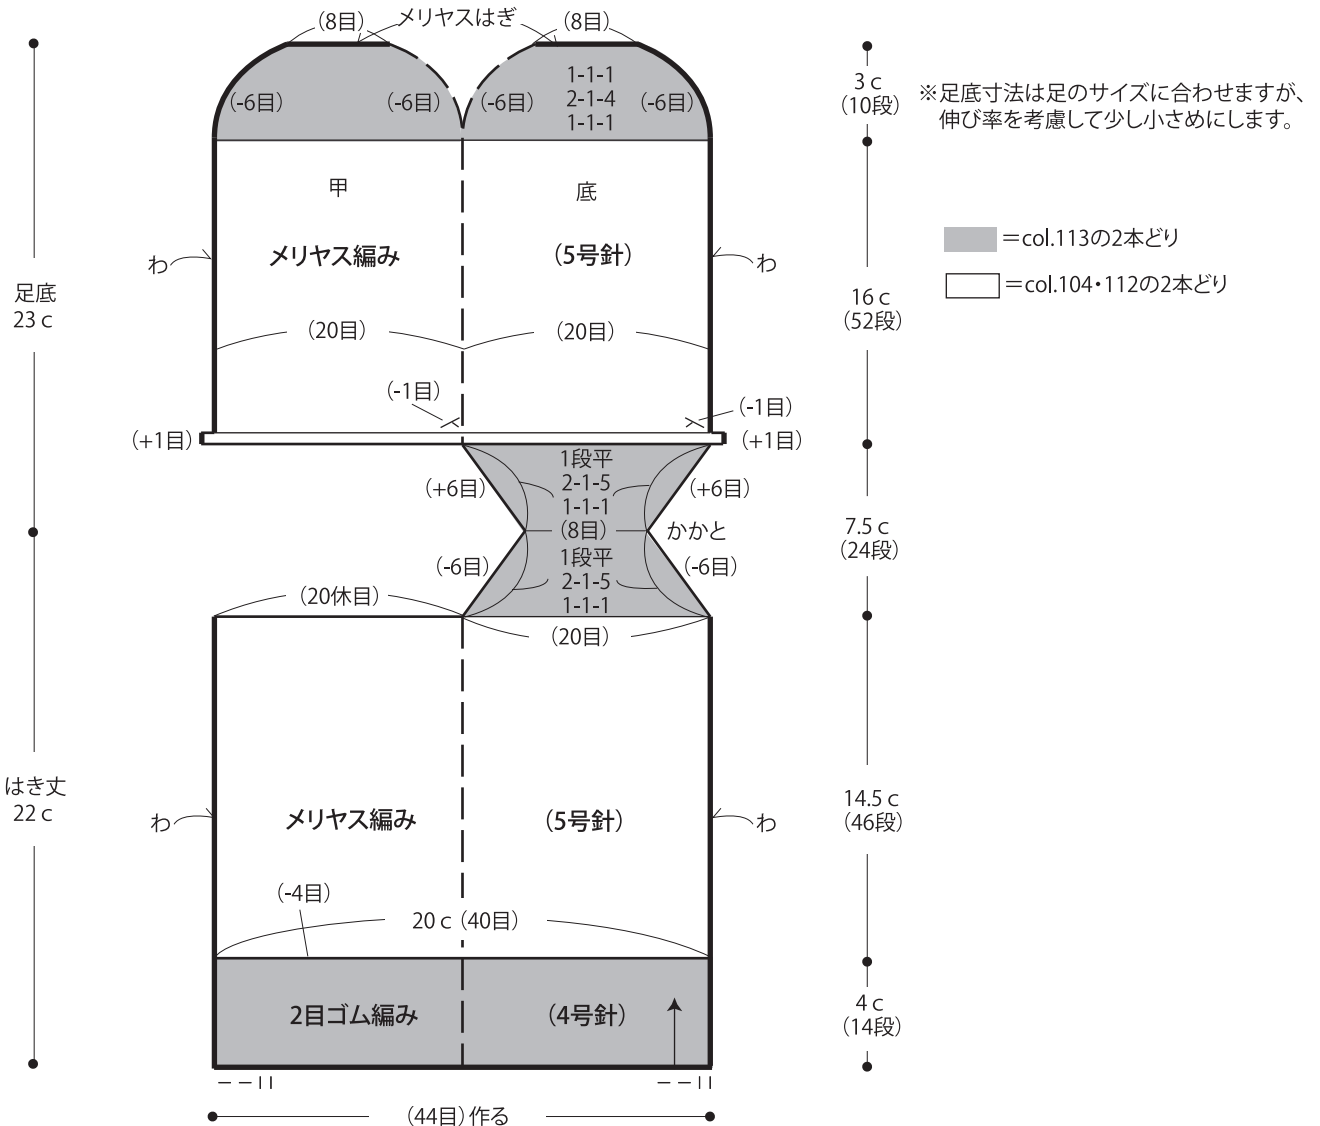 (8目)
メリヤスはぎ
(8目)
(-6目)
(-6目)
(-6目)
1-1-1
2-1-4
1-1-1
(-6目)
3 c
(10段)
※足底寸法は足のサイズに合わせますが、
伸び率を考慮して少し小さめにします。
甲
底
メリヤス編み
(5号針)
わ
わ
=col.113の2本どり
=col.104・112の2本どり
足底
23 c
16 c
(52段)
(20目)
(20目)
(-1目)
(-1目)
(+1目)
(+1目)
(+6目)
1段平
2-1-5
1-1-1
(+6目)
(8目)
かかと
7.5 c
(24段)
(-6目)
1段平
2-1-5
1-1-1
(-6目)
(20休目)
(20目)
はき丈
22 c
わ
メリヤス編み
(5号針)
わ
14.5 c
(46段)
(-4目)
20 c (40目)
2目ゴム編み
(4号針)
4 c
(14段)
(44目)作る